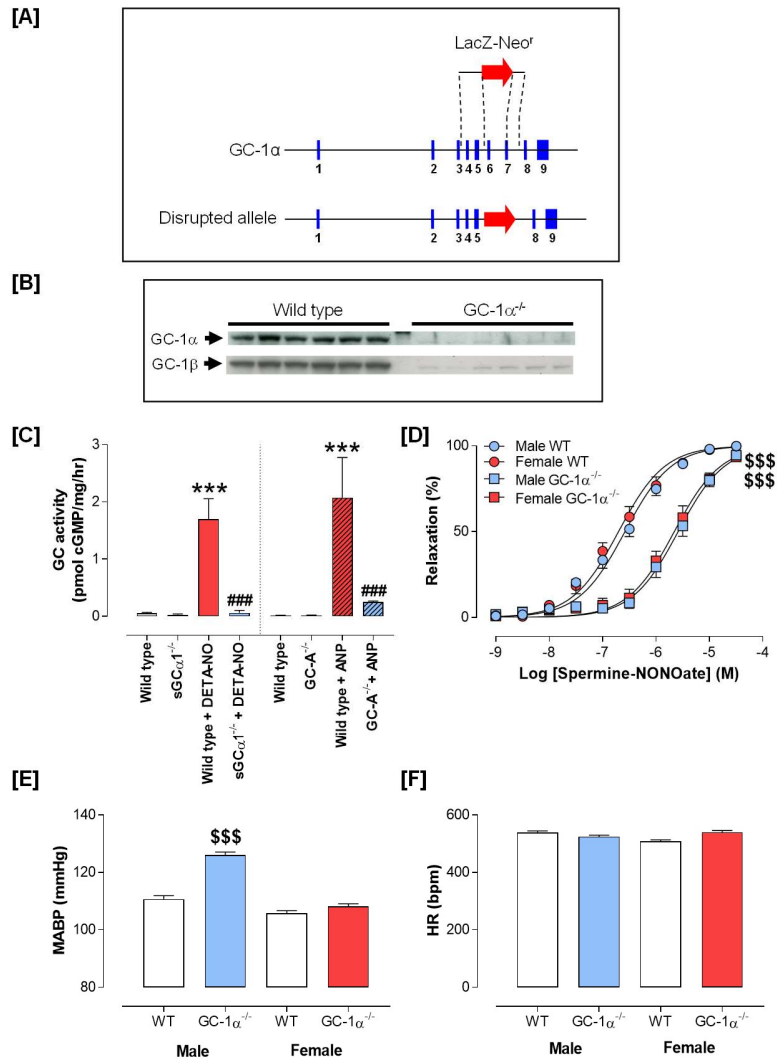 [A]
LacZ-Neoʳ
GC-1α
1 2 3 4 5 6 7 8 9
Disrupted allele
1 2 3 4 5 8 9
[B]
Wild type GC-1α⁻/⁻
GC-1α
GC-1β
[C]
GC activity
(pmol cGMP/mg/hr)
3
2
1
0
***
###
***
###
Wild type
sGCα1⁻/⁻
Wild type + DETA-NO
sGCα1⁻/⁻ + DETA-NO
Wild type
GC-A⁻/⁻
Wild type + ANP
GC-A⁻/⁻ + ANP
[D]
Relaxation (%)
100
50
0
Male WT
Female WT
Male GC-1α⁻/⁻
Female GC-1α⁻/⁻
$$$
$$$
-9 -8 -7 -6 -5 -4
Log [Spermine-NONOate] (M)
[E]
MABP (mmHg)
140
120
100
80
$$$
WT GC-1α⁻/⁻ WT GC-1α⁻/⁻
Male Female
[F]
HR (bpm)
600
400
200
0
WT GC-1α⁻/⁻ WT GC-1α⁻/⁻
Male Female